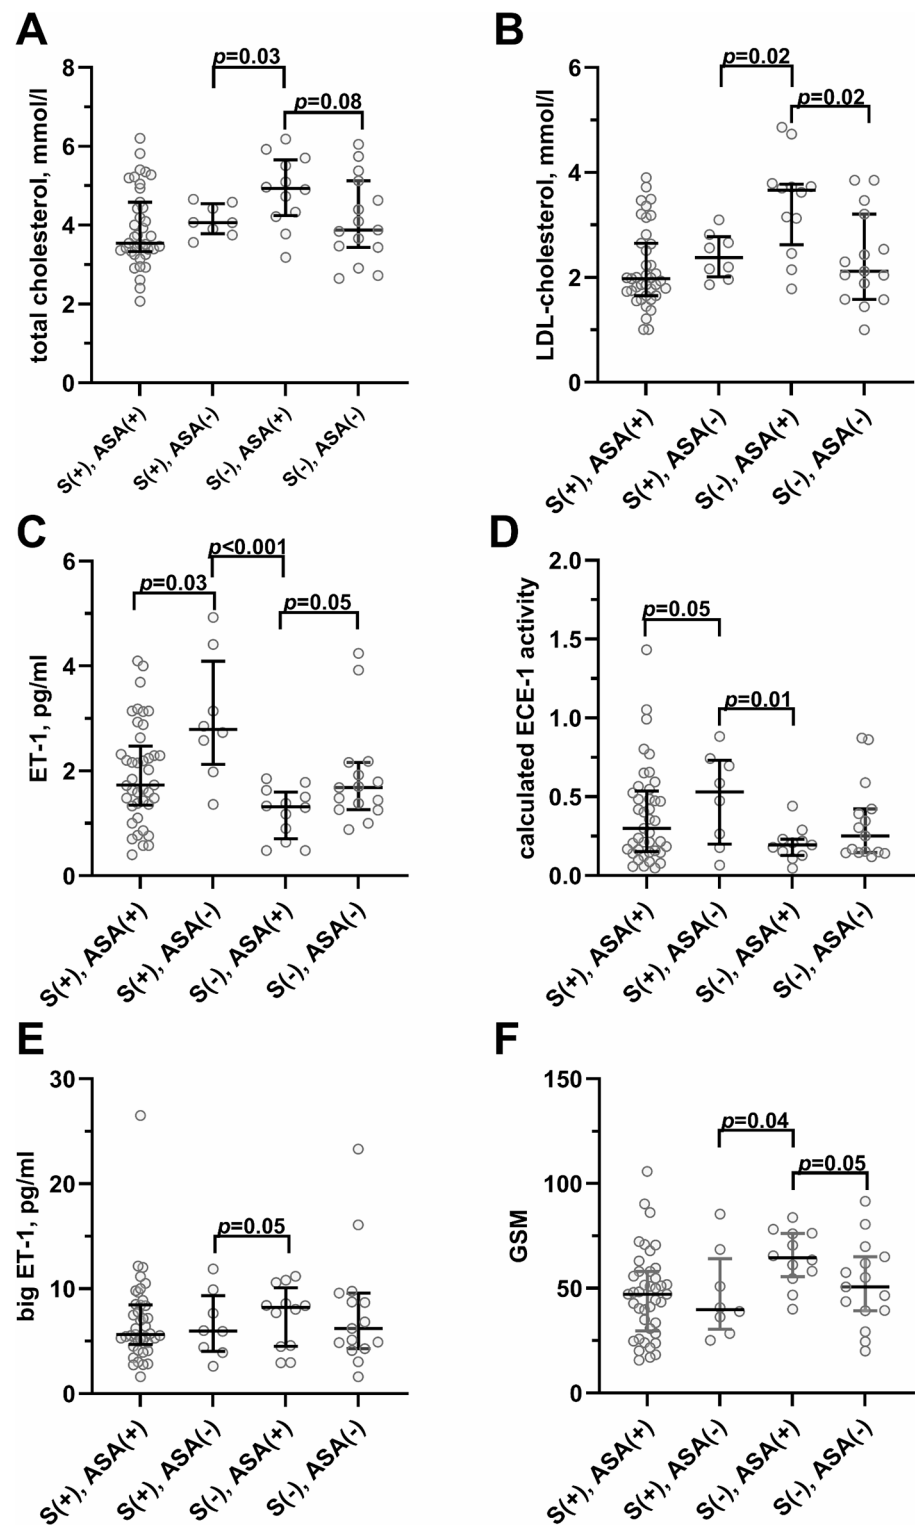 A
total cholesterol, mmol/l
8
6
4
2
0
p=0.03
p=0.08
S(+), ASA(+)
S(+), ASA(-)
S(-), ASA(+)
S(-), ASA(-)
B
LDL-cholesterol, mmol/l
6
4
2
0
p=0.02
p=0.02
S(+), ASA(+)
S(+), ASA(-)
S(-), ASA(+)
S(-), ASA(-)
C
ET-1, pg/ml
6
4
2
0
p=0.03
p<0.001
p=0.05
S(+), ASA(+)
S(+), ASA(-)
S(-), ASA(+)
S(-), ASA(-)
D
calculated ECE-1 activity
2.0
1.5
1.0
0.5
0.0
p=0.05
p=0.01
S(+), ASA(+)
S(+), ASA(-)
S(-), ASA(+)
S(-), ASA(-)
E
big ET-1, pg/ml
30
20
10
0
p=0.05
S(+), ASA(+)
S(+), ASA(-)
S(-), ASA(+)
S(-), ASA(-)
F
GSM
150
100
50
0
p=0.04
p=0.05
S(+), ASA(+)
S(+), ASA(-)
S(-), ASA(+)
S(-), ASA(-)